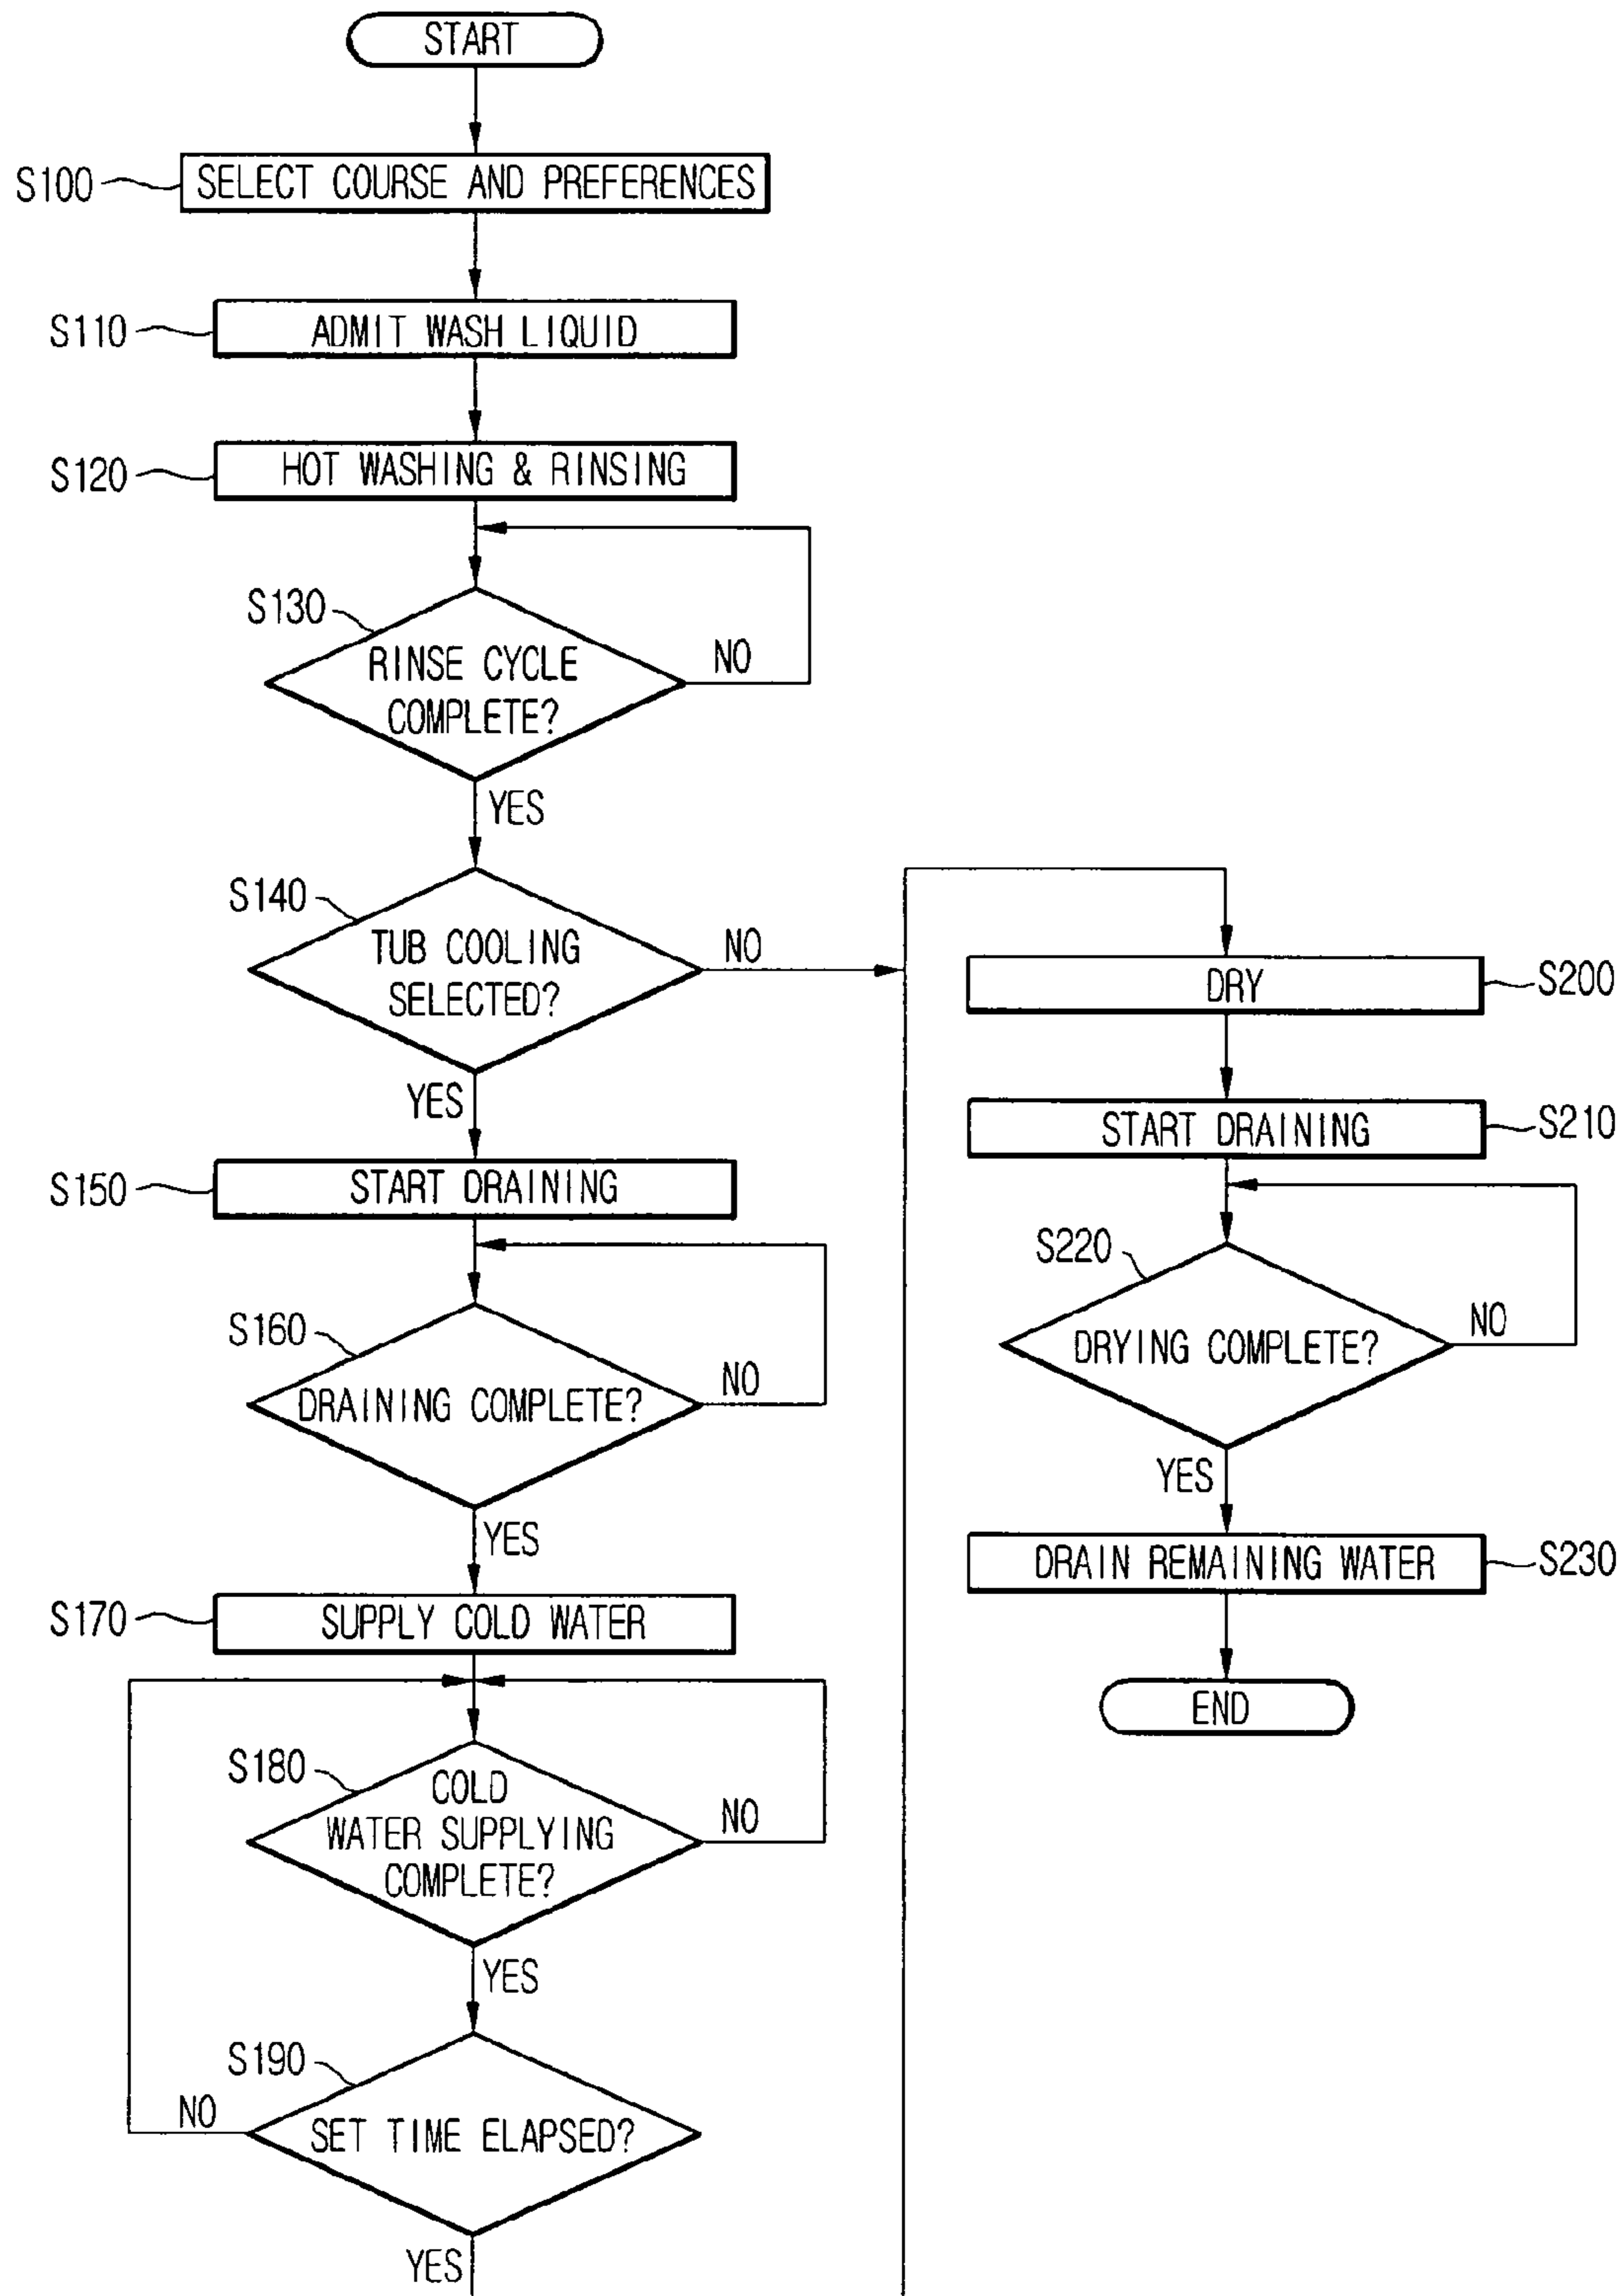 START
S100
SELECT COURSE AND PREFERENCES
S110
ADMIT WASH LIQUID
S120
HOT WASHING & RINSING
S130
RINSE CYCLE
COMPLETE?
NO
YES
S140
TUB COOLING
SELECTED?
NO
YES
S150
START DRAINING
S160
DRAINING COMPLETE?
NO
YES
S170
SUPPLY COLD WATER
S180
COLD
WATER SUPPLYING
COMPLETE?
NO
YES
S190
SET TIME ELAPSED?
NO
YES
DRY
S200
START DRAINING
S210
S220
DRYING COMPLETE?
NO
YES
DRAIN REMAINING WATER
S230
END